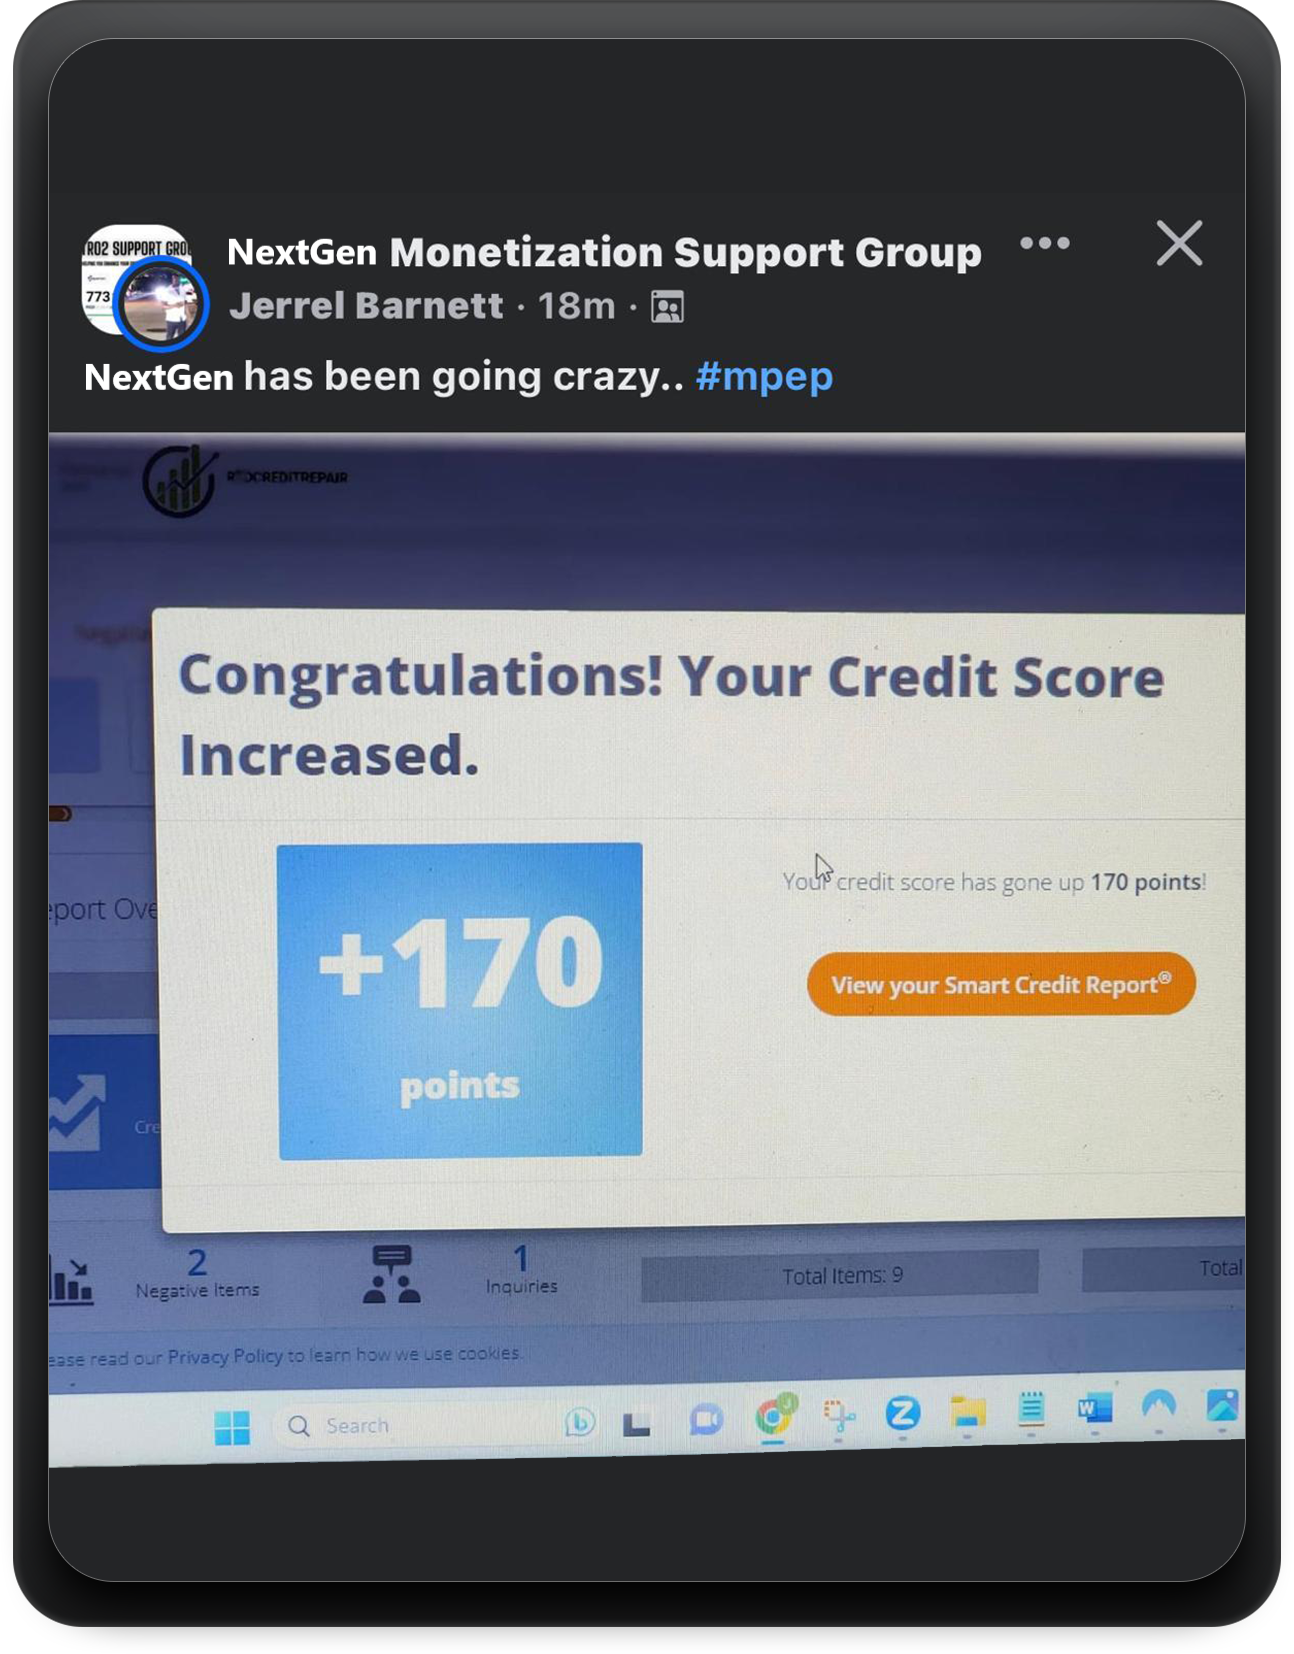 TRO2 SUPPORT GRO
773
NextGen Monetization Support Group
Jerrel Barnett · 18m ·
NextGen has been going crazy.. #mpep
CREDITREPAIR
Congratulations! Your Credit Score
Increased.
+170
points
Your credit score has gone up 170 points!
View your Smart Credit Report®
eport Ove
Cre
2
Negative Items
1
Inquiries
Total Items: 9
Total
ease read our Privacy Policy to learn how we use cookies.
Search